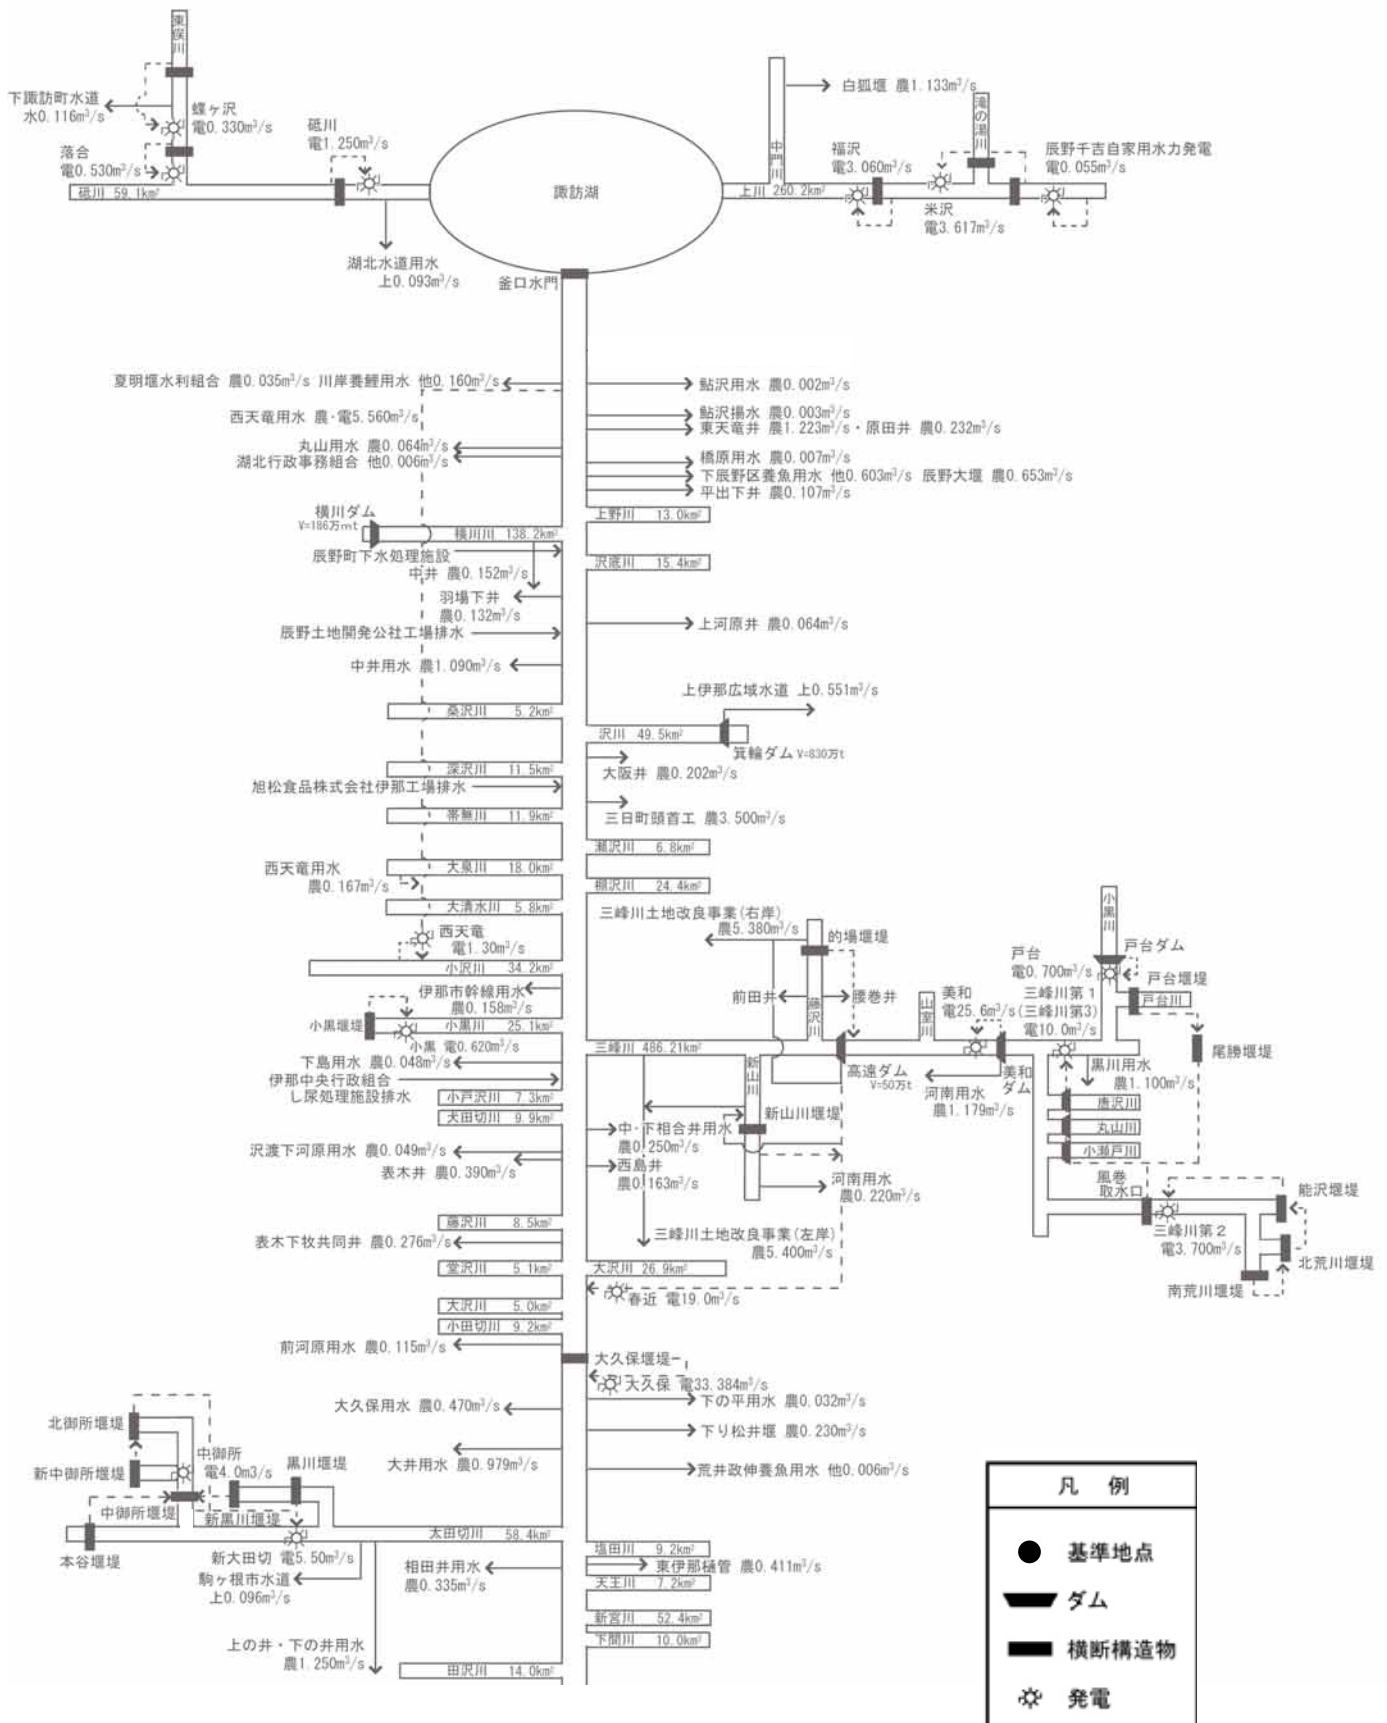 東俣川
下諏訪町水道
水0.116m³/s
蝶ヶ沢
電0.330m³/s
落合
電0.530m³/s
砥川
電1.250m³/s
砥川 59.1km²
湖北水道用水
上0.093m³/s
諏訪湖
釜口水門
中門川
白狐堰 農1.133m³/s
滝の湯川
福沢
電3.060m³/s
辰野千吉自家用水力発電
電0.055m³/s
上川 260.2km²
米沢
電3.617m³/s
夏明堰水利組合 農0.035m³/s 川岸養鯉用水 他0.160m³/s
鮎沢用水 農0.002m³/s
西天竜用水 農・電5.560m³/s
鮎沢揚水 農0.003m³/s
東天竜井 農1.223m³/s・原田井 農0.232m³/s
丸山用水 農0.064m³/s
湖北行政事務組合 他0.006m³/s
橋原用水 農0.007m³/s
下辰野区養魚用水 他0.603m³/s 辰野大堰 農0.653m³/s
平出下井 農0.107m³/s
横川ダム
V=186万mt
上野川 13.0km²
横川川 138.2km²
辰野町下水処理施設
沢底川 15.4km²
中井 農0.152m³/s
羽場下井
農0.132m³/s
上河原井 農0.064m³/s
辰野土地開発公社工場排水
中井用水 農1.090m³/s
上伊那広域水道 上0.551m³/s
桑沢川 5.2km²
沢川 49.5km²
箕輪ダム V=830万t
深沢川 11.5km²
大阪井 農0.202m³/s
旭松食品株式会社伊那工場排水
帯無川 11.9km²
三日町頭首工 農3.500m³/s
瀬沢川 6.8km²
西天竜用水
農0.167m³/s
大泉川 18.0km²
棚沢川 24.4km²
大清水川 5.8km²
三峰川土地改良事業(右岸)
農5.380m³/s
西天竜
電1.30m³/s
小沢川 34.2km²
的場堰堤
前田井
腰巻井
藤沢川
山室川
美和
電25.6m³/s
戸台
電0.700m³/s
小黒川
戸台ダム
戸台堰堤
戸台川
三峰川第1
(三峰川第3)
電10.0m³/s
尾勝堰堤
伊那市幹線用水
農0.158m³/s
小黒堰堤
小黒川 25.1km²
小黒 電0.620m³/s
三峰川 486.21km²
下島用水 農0.048m³/s
新山川
高遠ダム
V=50万t
美和
ダム
河南用水
農1.179m³/s
黒川用水
農1.100m³/s
伊那中央行政組合
し尿処理施設排水
小戸沢川 7.3km²
犬田切川 9.9km²
新山川堰堤
中・下相合井用水
農0.250m³/s
唐沢川
丸山川
小瀬戸川
沢渡下河原用水 農0.049m³/s
表木井 農0.390m³/s
西島井
農0.163m³/s
河南用水
農0.220m³/s
風巻
取水口
能沢堰堤
藤沢川 8.5km²
三峰川土地改良事業(左岸)
農5.400m³/s
三峰川第2
電3.700m³/s
北荒川堰堤
南荒川堰堤
表木下牧共同井 農0.276m³/s
堂沢川 5.1km²
大沢川 26.9km²
春近 電19.0m³/s
大沢川 5.0km²
小田切川 9.2km²
前河原用水 農0.115m³/s
大久保堰堤
大久保 電33.384m³/s
下の平用水 農0.032m³/s
大久保用水 農0.470m³/s
北御所堰堤
下り松井堰 農0.230m³/s
中御所
電4.0m3/s
黒川堰堤
大井用水 農0.979m³/s
荒井政伸養魚用水 他0.006m³/s
新中御所堰堤
中御所堰堤
新黒川堰堤
本谷堰堤
太田切川 58.4km²
新大田切 電5.50m³/s
塩田川 9.2km²
駒ヶ根市水道
上0.096m³/s
相田井用水
農0.335m³/s
東伊那樋管 農0.411m³/s
天王川 7.2km²
新宮川 52.4km²
上の井・下の井用水
農1.250m³/s
下間川 10.0km²
田沢川 14.0km²
凡 例
基準地点
ダム
横断構造物
発電